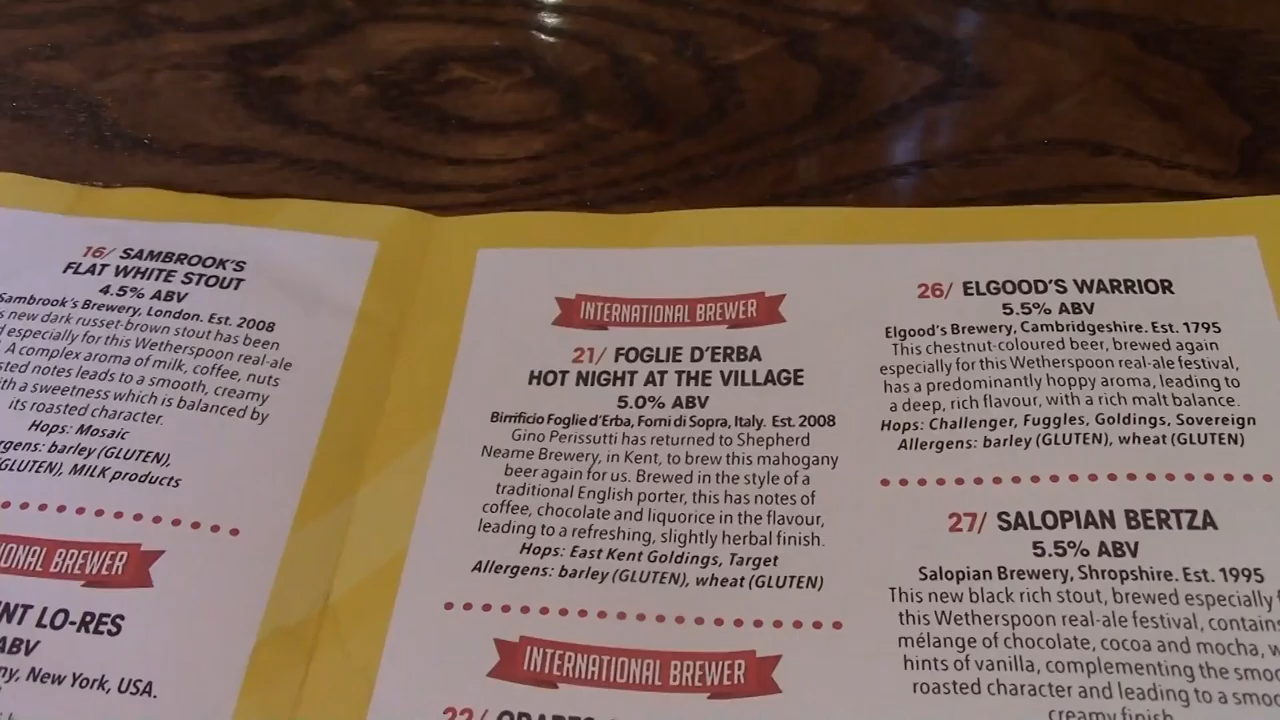 16/ SAMBROOK'S
FLAT WHITE STOUT
4.5% ABV
Sambrook's Brewery, London. Est. 2008
new dark russet-brown stout has been
especially for this Wetherspoon real-ale
A complex aroma of milk, coffee, nuts
notes leads to a smooth, creamy
a sweetness which is balanced by
its roasted character.
Hops: Mosaic
barley (GLUTEN),
(GLUTEN), MILK products
BREWER
LO-RES
ABV
New York, USA.
INTERNATIONAL BREWER
21/ FOGLIE D'ERBA
HOT NIGHT AT THE VILLAGE
5.0% ABV
Birrificio Foglie d'Erba, Forni di Sopra, Italy. Est. 2008
Gino Perissutti has returned to Shepherd
Neame Brewery, in Kent, to brew this mahogany
beer again for us. Brewed in the style of a
traditional English porter, this has notes of
coffee, chocolate and liquorice in the flavour,
leading to a refreshing, slightly herbal finish.
Hops: East Kent Goldings, Target
Allergens: barley (GLUTEN), wheat (GLUTEN)
INTERNATIONAL BREWER
26/ ELGOOD'S WARRIOR
5.5% ABV
Elgood's Brewery, Cambridgeshire. Est. 1795
This chestnut-coloured beer, brewed again
especially for this Wetherspoon real-ale festival,
has a predominantly hoppy aroma, leading to
a deep, rich flavour, with a rich malt balance.
Hops: Challenger, Fuggles, Goldings, Sovereign
Allergens: barley (GLUTEN), wheat (GLUTEN)
27/ SALOPIAN BERTZA
5.5% ABV
Salopian Brewery, Shropshire. Est. 1995
This new black rich stout, brewed especially
this Wetherspoon real-ale festival, contains
mélange of chocolate, cocoa and mocha,
hints of vanilla, complementing the
roasted character and leading to a
creamy finish